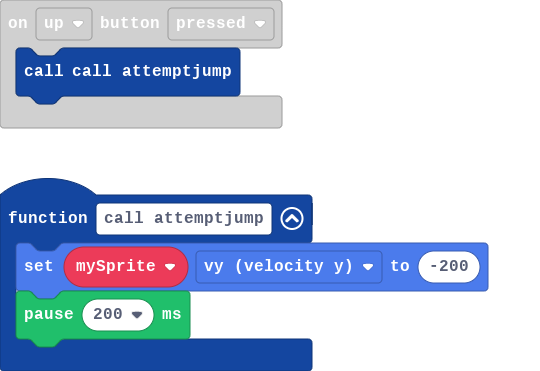 on up button pressed
call call attemptjump
function call attemptjump
set mySprite vy (velocity y) to -200
pause 200 ms